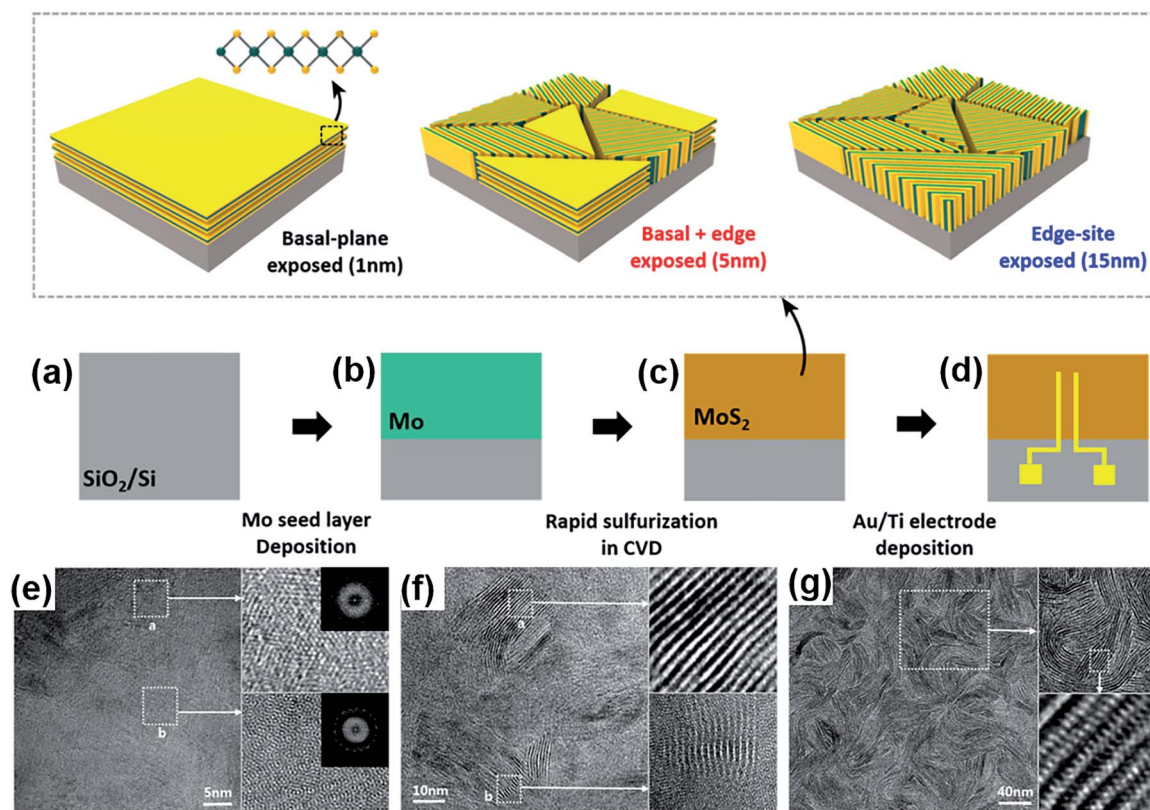 Basal-plane
exposed (1nm)
Basal + edge
exposed (5nm)
Edge-site
exposed (15nm)
(a)
(b)
(c)
(d)
SiO₂/Si
Mo
MoS₂
Mo seed layer
Deposition
Rapid sulfurization
in CVD
Au/Ti electrode
deposition
(e)
a
b
5nm
(f)
a
b
10nm
(g)
40nm